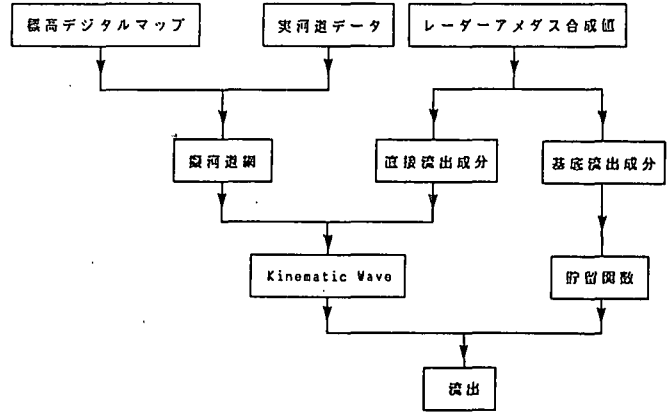 標高デジタルマップ
実河道データ
レーダーアメダス合成値
擬河道網
直接流出成分
基底流出成分
Kinematic Wave
貯留関数
流出